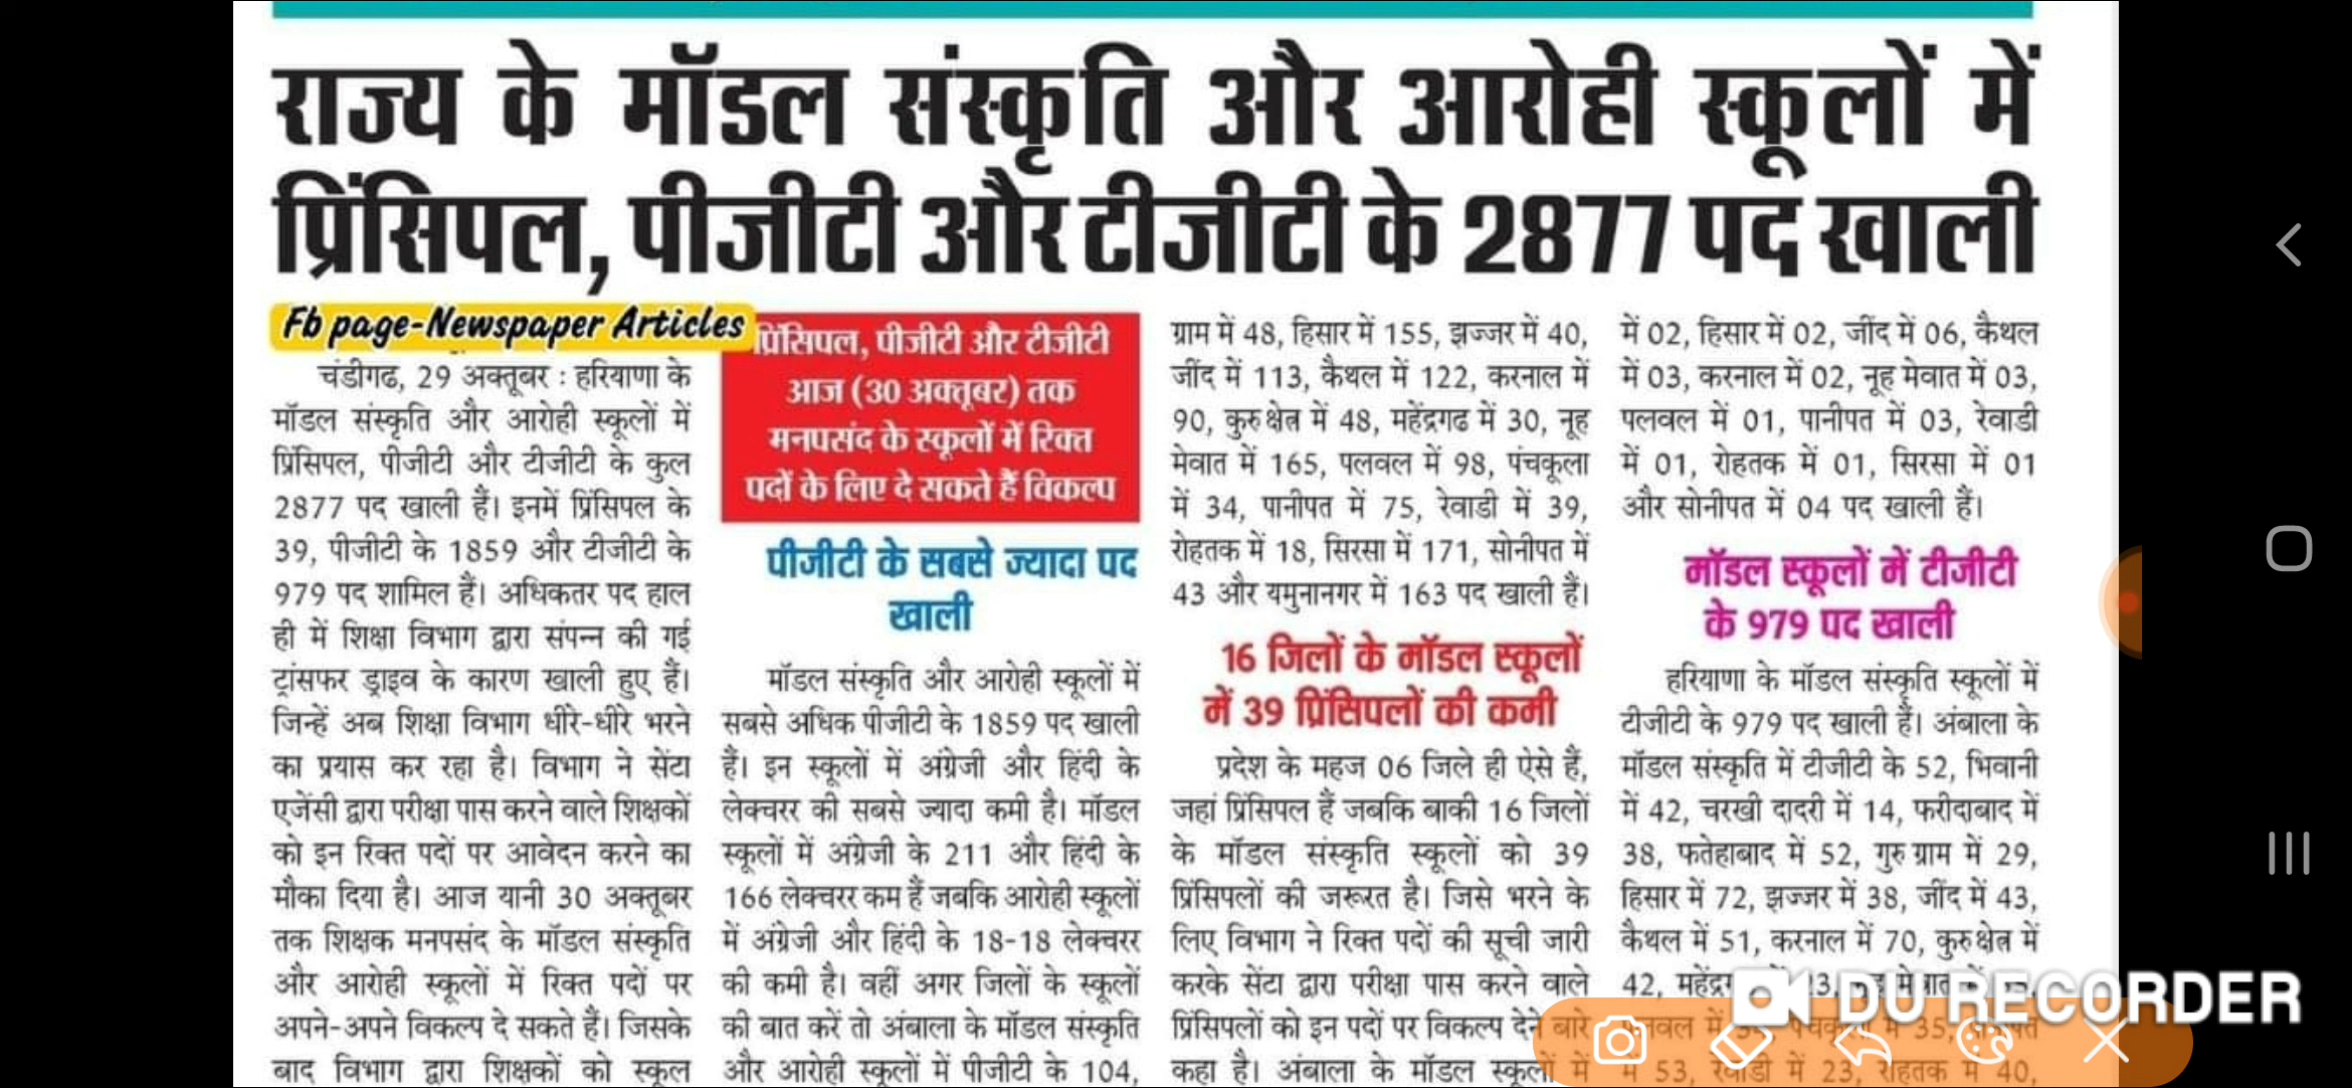 राज्य के मॉडल संस्कृति और आरोही स्कूलों में
प्रिंसिपल, पीजीटी और टीजीटी के 2877 पद खाली
Fb page-Newspaper Articles
चंडीगढ, 29 अक्तूबर : हरियाणा के
मॉडल संस्कृति और आरोही स्कूलों में
प्रिंसिपल, पीजीटी और टीजीटी के कुल
2877 पद खाली हैं। इनमें प्रिंसिपल के
39, पीजीटी के 1859 और टीजीटी के
979 पद शामिल हैं। अधिकतर पद हाल
ही में शिक्षा विभाग द्वारा संपन्न की गई
ट्रांसफर ड्राइव के कारण खाली हुए हैं।
जिन्हें अब शिक्षा विभाग धीरे-धीरे भरने
का प्रयास कर रहा है। विभाग ने सेंटा
एजेंसी द्वारा परीक्षा पास करने वाले शिक्षकों
को इन रिक्त पदों पर आवेदन करने का
मौका दिया है। आज यानी 30 अक्तूबर
तक शिक्षक मनपसंद के मॉडल संस्कृति
और आरोही स्कूलों में रिक्त पदों पर
अपने-अपने विकल्प दे सकते हैं। जिसके
बाद विभाग द्वारा शिक्षकों को स्कूल
प्रिंसिपल, पीजीटी और टीजीटी
आज (30 अक्तूबर) तक
मनपसंद के स्कूलों में रिक्त
पदों के लिए दे सकते हैं विकल्प
पीजीटी के सबसे ज्यादा पद
खाली
मॉडल संस्कृति और आरोही स्कूलों में
सबसे अधिक पीजीटी के 1859 पद खाली
हैं। इन स्कूलों में अंग्रेजी और हिंदी के
लेक्चरर की सबसे ज्यादा कमी है। मॉडल
स्कूलों में अंग्रेजी के 211 और हिंदी के
166 लेक्चरर कम हैं जबकि आरोही स्कूलों
में अंग्रेजी और हिंदी के 18-18 लेक्चरर
की कमी है। वहीं अगर जिलों के स्कूलों
की बात करें तो अंबाला के मॉडल संस्कृति
और आरोही स्कूलों में पीजीटी के 104,
ग्राम में 48, हिसार में 155, झज्जर में 40,
जींद में 113, कैथल में 122, करनाल में
90, कुरुक्षेत्र में 48, महेंद्रगढ में 30, नूह
मेवात में 165, पलवल में 98, पंचकूला
में 34, पानीपत में 75, रेवाडी में 39,
रोहतक में 18, सिरसा में 171, सोनीपत में
43 और यमुनानगर में 163 पद खाली हैं।
16 जिलों के मॉडल स्कूलों
में 39 प्रिंसिपलों की कमी
प्रदेश के महज 06 जिले ही ऐसे हैं,
जहां प्रिंसिपल हैं जबकि बाकी 16 जिलों
के मॉडल संस्कृति स्कूलों को 39
प्रिंसिपलों की जरूरत है। जिसे भरने के
लिए विभाग ने रिक्त पदों की सूची जारी
करके सेंटा द्वारा परीक्षा पास करने वाले
प्रिंसिपलों को इन पदों पर विकल्प देने बारे
कहा है। अंबाला के मॉडल स्कूलों में
में 02, हिसार में 02, जींद में 06, कैथल
में 03, करनाल में 02, नूह मेवात में 03,
पलवल में 01, पानीपत में 03, रेवाडी
में 01, रोहतक में 01, सिरसा में 01
और सोनीपत में 04 पद खाली हैं।
मॉडल स्कूलों में टीजीटी
के 979 पद खाली
हरियाणा के मॉडल संस्कृति स्कूलों में
टीजीटी के 979 पद खाली हैं। अंबाला के
मॉडल संस्कृति में टीजीटी के 52, भिवानी
में 42, चरखी दादरी में 14, फरीदाबाद में
38, फतेहाबाद में 52, गुरुग्राम में 29,
हिसार में 72, झज्जर में 38, जींद में 43,
कैथल में 51, करनाल में 70, कुरुक्षेत्र में
42,
में 35,
में 53, रेवाडी में 23, रोहतक में 40,
DU RECORDER